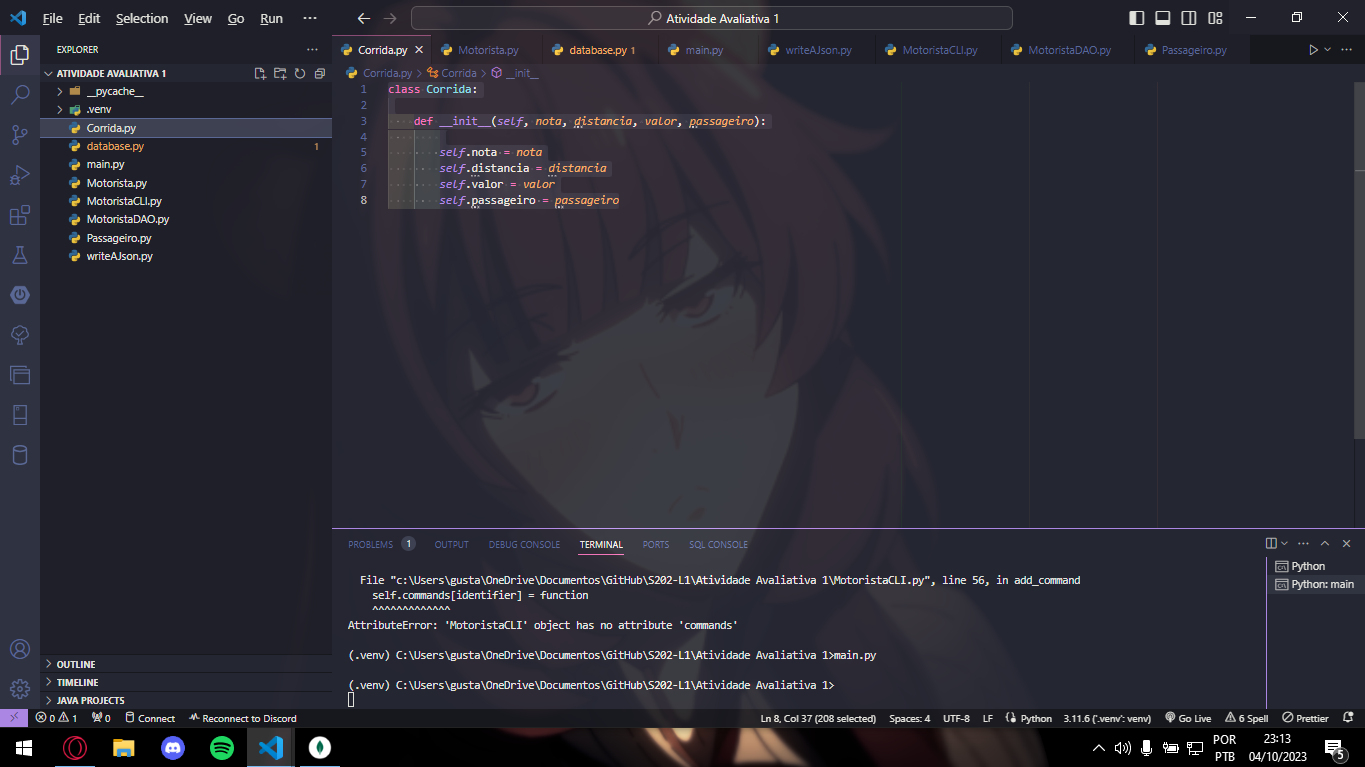 File Edit Selection View Go Run ··· Atividade Avaliativa 1
EXPLORER ···
Corrida.py Motorista.py database.py 1 main.py writeAJson.py MotoristaCLI.py MotoristaDAO.py Passageiro.py
ATIVIDADE AVALIATIVA 1
__pycache__
.venv
Corrida.py
database.py 1
main.py
Motorista.py
MotoristaCLI.py
MotoristaDAO.py
Passageiro.py
writeAJson.py
OUTLINE
TIMELINE
JAVA PROJECTS
Corrida.py > Corrida > __init__
1 class Corrida:
2
3 def __init__(self, nota, distancia, valor, passageiro):
4
5 self.nota = nota
6 self.distancia = distancia
7 self.valor = valor
8 self.passageiro = passageiro
PROBLEMS 1 OUTPUT DEBUG CONSOLE TERMINAL PORTS SQL CONSOLE
File "c:\Users\gusta\OneDrive\Documentos\GitHub\S202-L1\Atividade Avaliativa 1\MotoristaCLI.py", line 56, in add_command
self.commands[identifier] = function
^^^^^^^^^^^^^
AttributeError: 'MotoristaCLI' object has no attribute 'commands'
(.venv) C:\Users\gusta\OneDrive\Documentos\GitHub\S202-L1\Atividade Avaliativa 1>main.py
(.venv) C:\Users\gusta\OneDrive\Documentos\GitHub\S202-L1\Atividade Avaliativa 1>
Python
Python: main
0 1 0 Connect Reconnect to Discord Ln 8, Col 37 (208 selected) Spaces: 4 UTF-8 LF Python 3.11.6 ('.venv': venv) Go Live 6 Spell Prettier
POR
PTB
23:13
04/10/2023
5